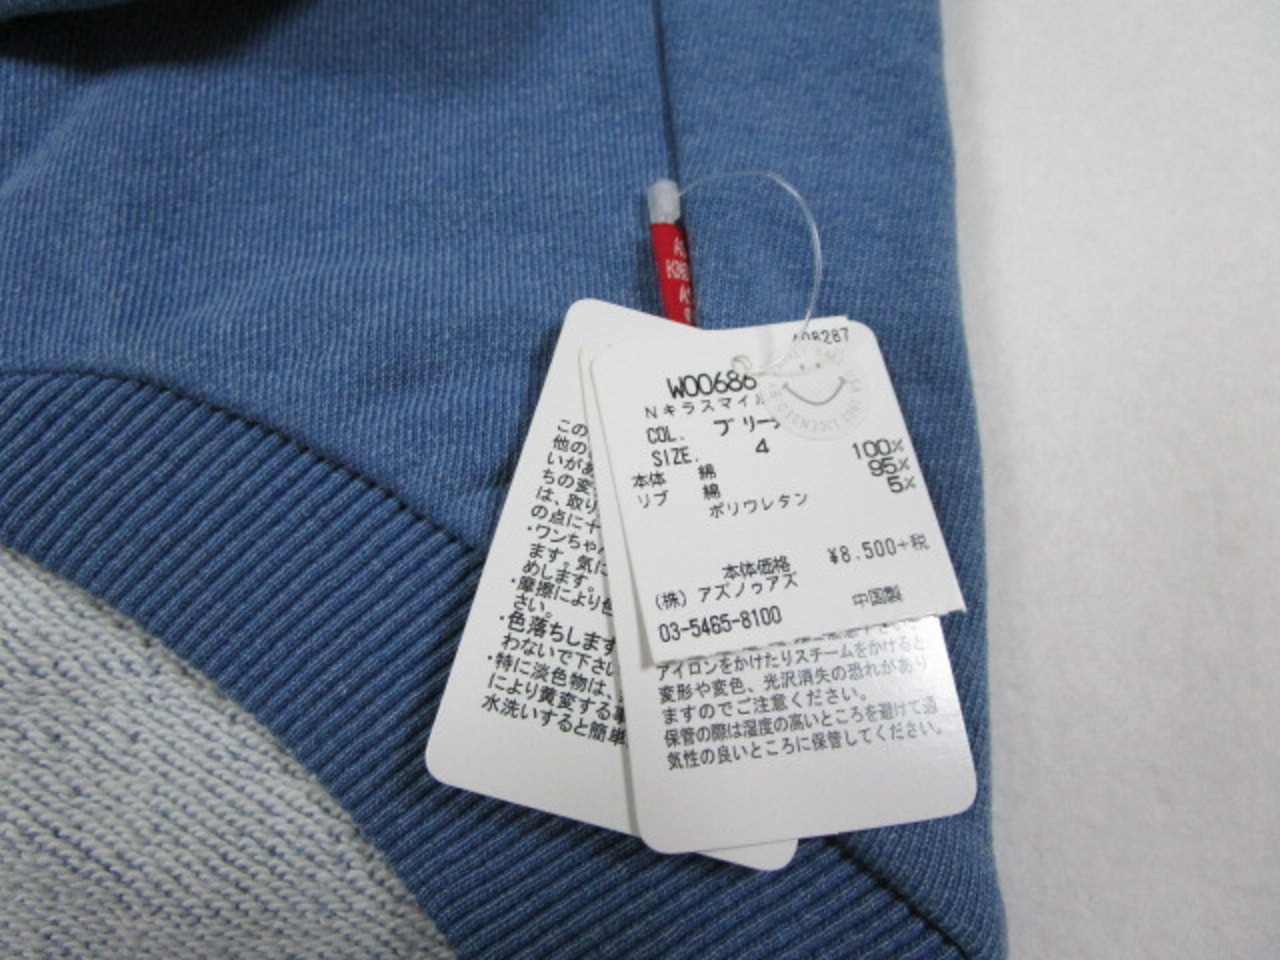 W00686
Nキラスマイル
COL. ブリーチ
SIZE. 4
本体 綿 100%
リブ 綿 95%
ポリウレタン 5%
本体価格 ¥8.500+税
(株) アズノゥアズ
03-5465-8100 中国製
アイロンをかけたりスチームをかけると
変形や変色、光沢消失の恐れがあり
ますのでご注意ください。
保管の際は湿度の高いところを避けて通
気性の良いところに保管してください。
この
他の
いがあ
ちの変
は、取り
の点に十
・ワンちゃん
ます。気に
めします。
・摩擦により色
さい。
・色落ちします
わないで下さい
・特に淡色物は、
により黄変する事
水洗いすると簡単